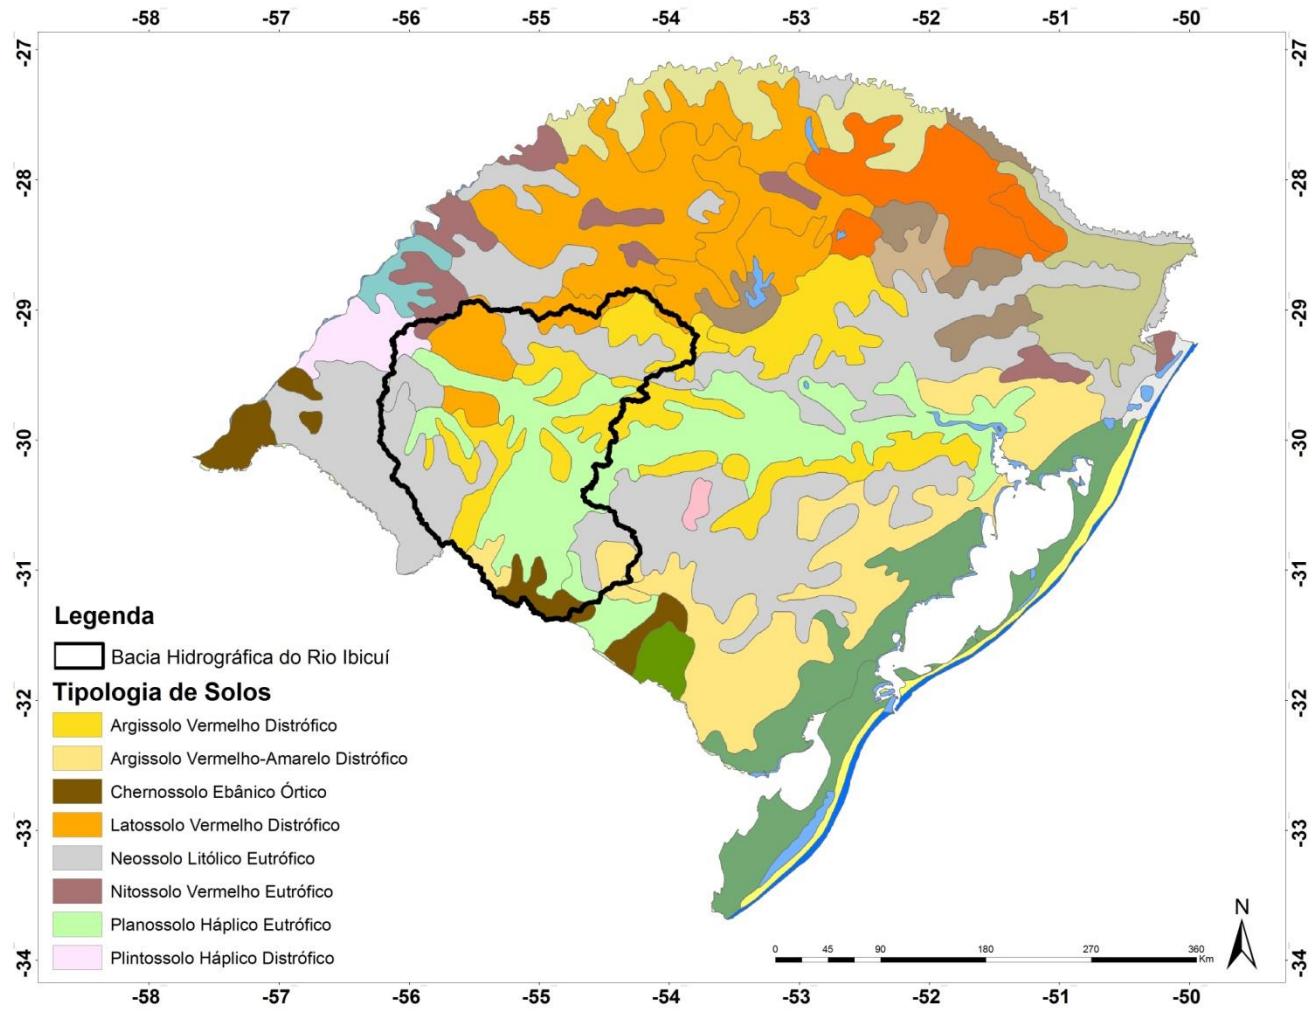 -58 -57 -56 -55 -54 -53 -52 -51 -50
-27 -27
-28 -28
-29 -29
-30 -30
-31 -31
Legenda
Bacia Hidrográfica do Rio Ibicuí
Tipologia de Solos
-32 -32
Argissolo Vermelho Distrófico
Argissolo Vermelho-Amarelo Distrófico
Chernossolo Ebânico Órtico
Latossolo Vermelho Distrófico
-33 -33
Neossolo Litólico Eutrófico
Nitossolo Vermelho Eutrófico
Planossolo Háplico Eutrófico
Plintossolo Háplico Distrófico
-34 -34
N
0 45 90 180 270 360
Km
-58 -57 -56 -55 -54 -53 -52 -51 -50